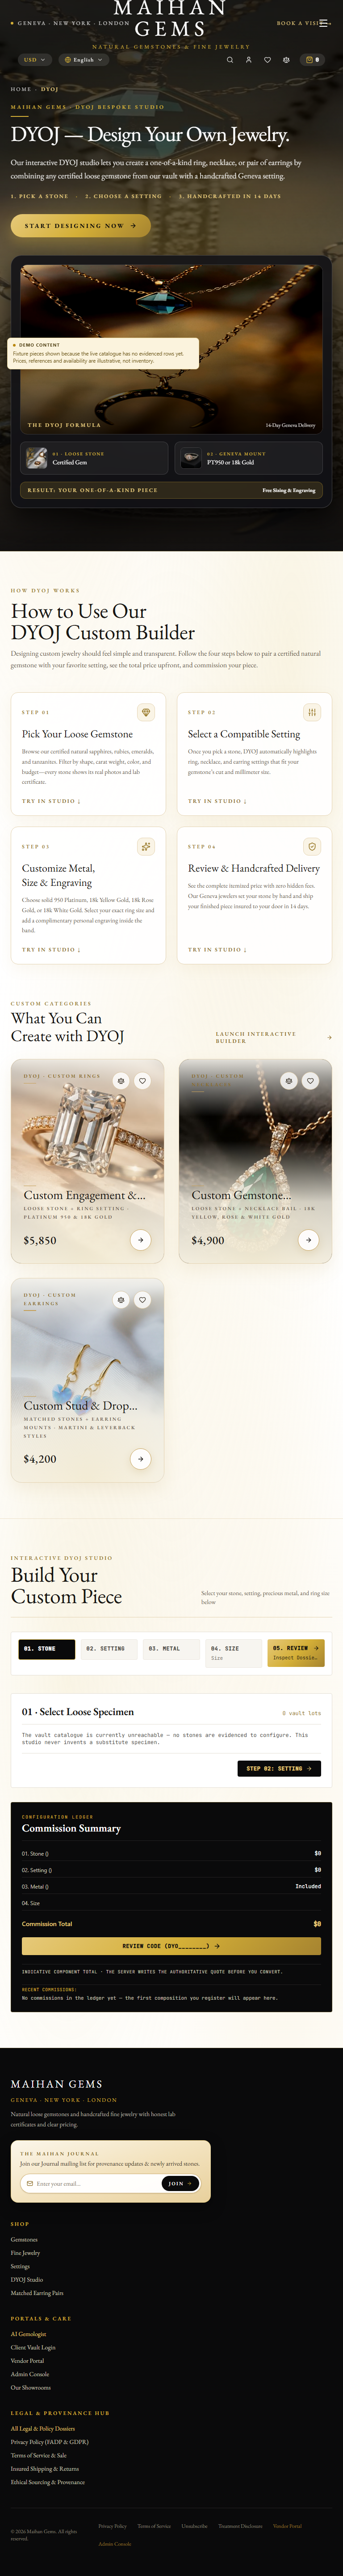 MAIHAN
GEMS
GENEVA · NEW YORK · LONDON
BOOK A VISI
NATURAL GEMSTONES & FINE JEWELRY
USD
English
0
HOME · DYOJ
MAIHAN GEMS · DYOJ BESPOKE STUDIO
DYOJ — Design Your Own Jewelry.
Our interactive DYOJ studio lets you create a one-of-a-kind ring, necklace, or pair of earrings by
combining any certified loose gemstone from our vault with a handcrafted Geneva setting.
1. PICK A STONE · 2. CHOOSE A SETTING · 3. HANDCRAFTED IN 14 DAYS
START DESIGNING NOW →
DEMO CONTENT
Fixture pieces shown because the live catalogue has no evidenced rows yet.
Prices, references and availability are illustrative, not inventory.
THE DYOJ FORMULA
14-Day Geneva Delivery
01 · LOOSE STONE
Certified Gem
02 · GENEVA MOUNT
PT950 or 18k Gold
RESULT: YOUR ONE-OF-A-KIND PIECE
Free Sizing & Engraving
HOW DYOJ WORKS
How to Use Our
DYOJ Custom Builder
Designing custom jewelry should feel simple and transparent. Follow the four steps below to pair a certified natural
gemstone with your favorite setting, see the total price upfront, and commission your piece.
STEP 01
Pick Your Loose Gemstone
Browse our certified natural sapphires, rubies, emeralds,
and tanzanites. Filter by shape, carat weight, color, and
budget—every stone shows its real photos and lab
certificate.
TRY IN STUDIO ↓
STEP 02
Select a Compatible Setting
Once you pick a stone, DYOJ automatically highlights
ring, necklace, and earring settings that fit your
gemstone's cut and millimeter size.
TRY IN STUDIO ↓
STEP 03
Customize Metal,
Size & Engraving
Choose solid 950 Platinum, 18k Yellow Gold, 18k Rose
Gold, or 18k White Gold. Select your exact ring size and
add a complimentary personal engraving inside the
band.
TRY IN STUDIO ↓
STEP 04
Review & Handcrafted Delivery
See the complete itemized price with zero hidden fees.
Our Geneva jewelers set your stone by hand and ship
your finished piece insured to your door in 14 days.
TRY IN STUDIO ↓
CUSTOM CATEGORIES
What You Can
Create with DYOJ
LAUNCH INTERACTIVE
BUILDER →
DYOJ · CUSTOM RINGS
Custom Engagement &...
LOOSE STONE + RING SETTING ·
PLATINUM 950 & 18K GOLD
$5,850
DYOJ · CUSTOM
Custom Gemstone...
LOOSE STONE + NECKLACE BAIL · 18K
YELLOW, ROSE & WHITE GOLD
$4,900
DYOJ · CUSTOM
EARRINGS
Custom Stud & Drop...
MATCHED STONES + EARRING
MOUNTS · MARTINI & LEVERBACK
STYLES
$4,200
INTERACTIVE DYOJ STUDIO
Build Your
Custom Piece
Select your stone, setting, precious metal, and ring size
below
01. STONE
02. SETTING
03. METAL
04. SIZE
Size
05. REVIEW →
Inspect Dossie…
01 · Select Loose Specimen
0 vault lots
The vault catalogue is currently unreachable — no stones are evidenced to configure. This
studio never invents a substitute specimen.
STEP 02: SETTING →
CONFIGURATION LEDGER
Commission Summary
01. Stone ()
$0
02. Setting ()
$0
03. Metal ()
Included
04. Size
Commission Total
$0
REVIEW CODE (DYO________) →
INDICATIVE COMPONENT TOTAL · THE SERVER WRITES THE AUTHORITATIVE QUOTE BEFORE YOU CONVERT.
RECENT COMMISSIONS:
No commissions in the ledger yet — the first composition you register will appear here.
MAIHAN GEMS
GENEVA · NEW YORK · LONDON
Natural loose gemstones and handcrafted fine jewelry with honest lab
certificates and clear pricing.
THE MAIHAN JOURNAL
Join our Journal mailing list for provenance updates & newly arrived stones.
Enter your email...
JOIN →
SHOP
Gemstones
Fine Jewelry
Settings
DYOJ Studio
Matched Earring Pairs
PORTALS & CARE
AI Gemologist
Client Vault Login
Vendor Portal
Admin Console
Our Showrooms
LEGAL & PROVENANCE HUB
All Legal & Policy Dossiers
Privacy Policy (FADP & GDPR)
Terms of Service & Sale
Insured Shipping & Returns
Ethical Sourcing & Provenance
© 2026 Maihan Gems. All rights
reserved.
Privacy Policy
Terms of Service
Unsubscribe
Treatment Disclosure
Vendor Portal
Admin Console